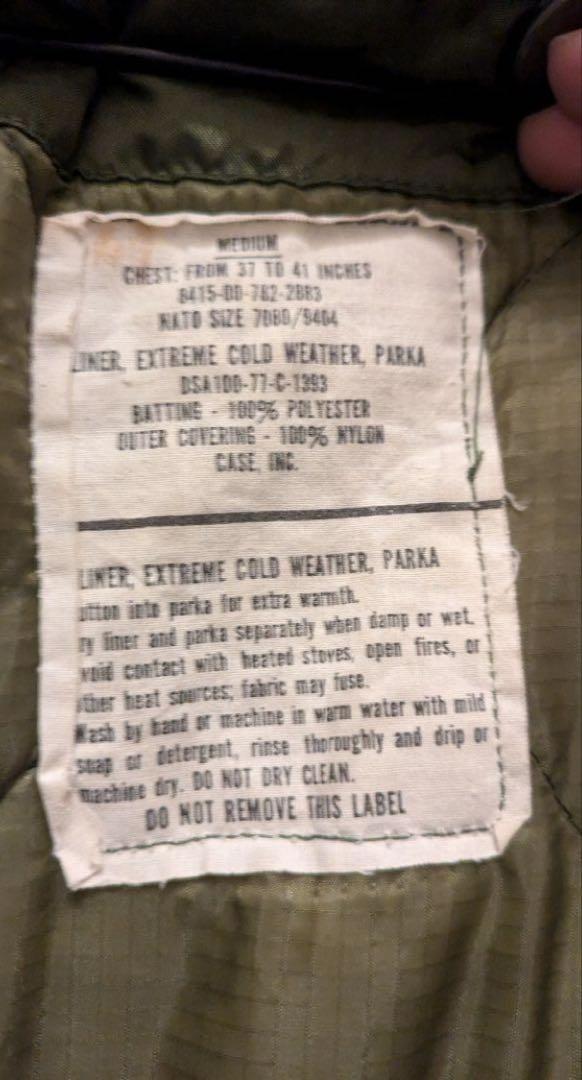 MEDIUM
CHEST: FROM 37 TO 41 INCHES
8415-00-782-2883
NATO SIZE 7080/9404
LINER, EXTREME COLD WEATHER, PARKA
DSA100-77-C-1393
BATTING - 100% POLYESTER
OUTER COVERING - 100% NYLON
CASE, INC.
LINER, EXTREME COLD WEATHER, PARKA
utton into parka for extra warmth.
ry liner and parka separately when damp or wet.
void contact with heated stoves, open fires, or
ther heat sources; fabric may fuse.
Wash by hand or machine in warm water with mild
soap or detergent, rinse thoroughly and drip or
machine dry. DO NOT DRY CLEAN.
DO NOT REMOVE THIS LABEL